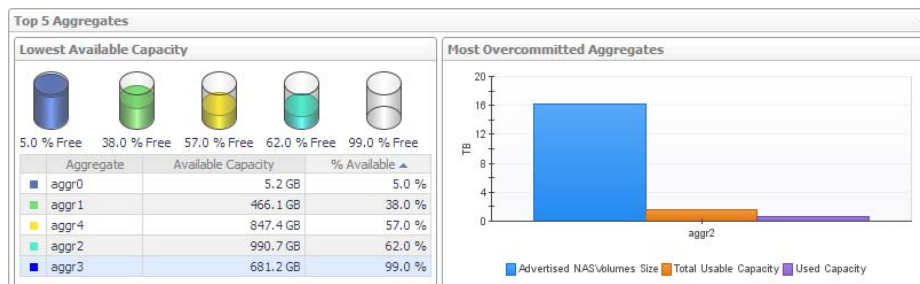 Top 5 Aggregates
Lowest Available Capacity
5.0 % Free 38.0 % Free 57.0 % Free 62.0 % Free 99.0 % Free
Aggregate Available Capacity % Available
aggr0 5.2 GB 5.0 %
aggr1 466.1 GB 38.0 %
aggr4 847.4 GB 57.0 %
aggr2 990.7 GB 62.0 %
aggr3 681.2 GB 99.0 %
Most Overcommitted Aggregates
20
16
12
8
4
0
TB
aggr2
Advertised NASVolumes Size Total Usable Capacity Used Capacity